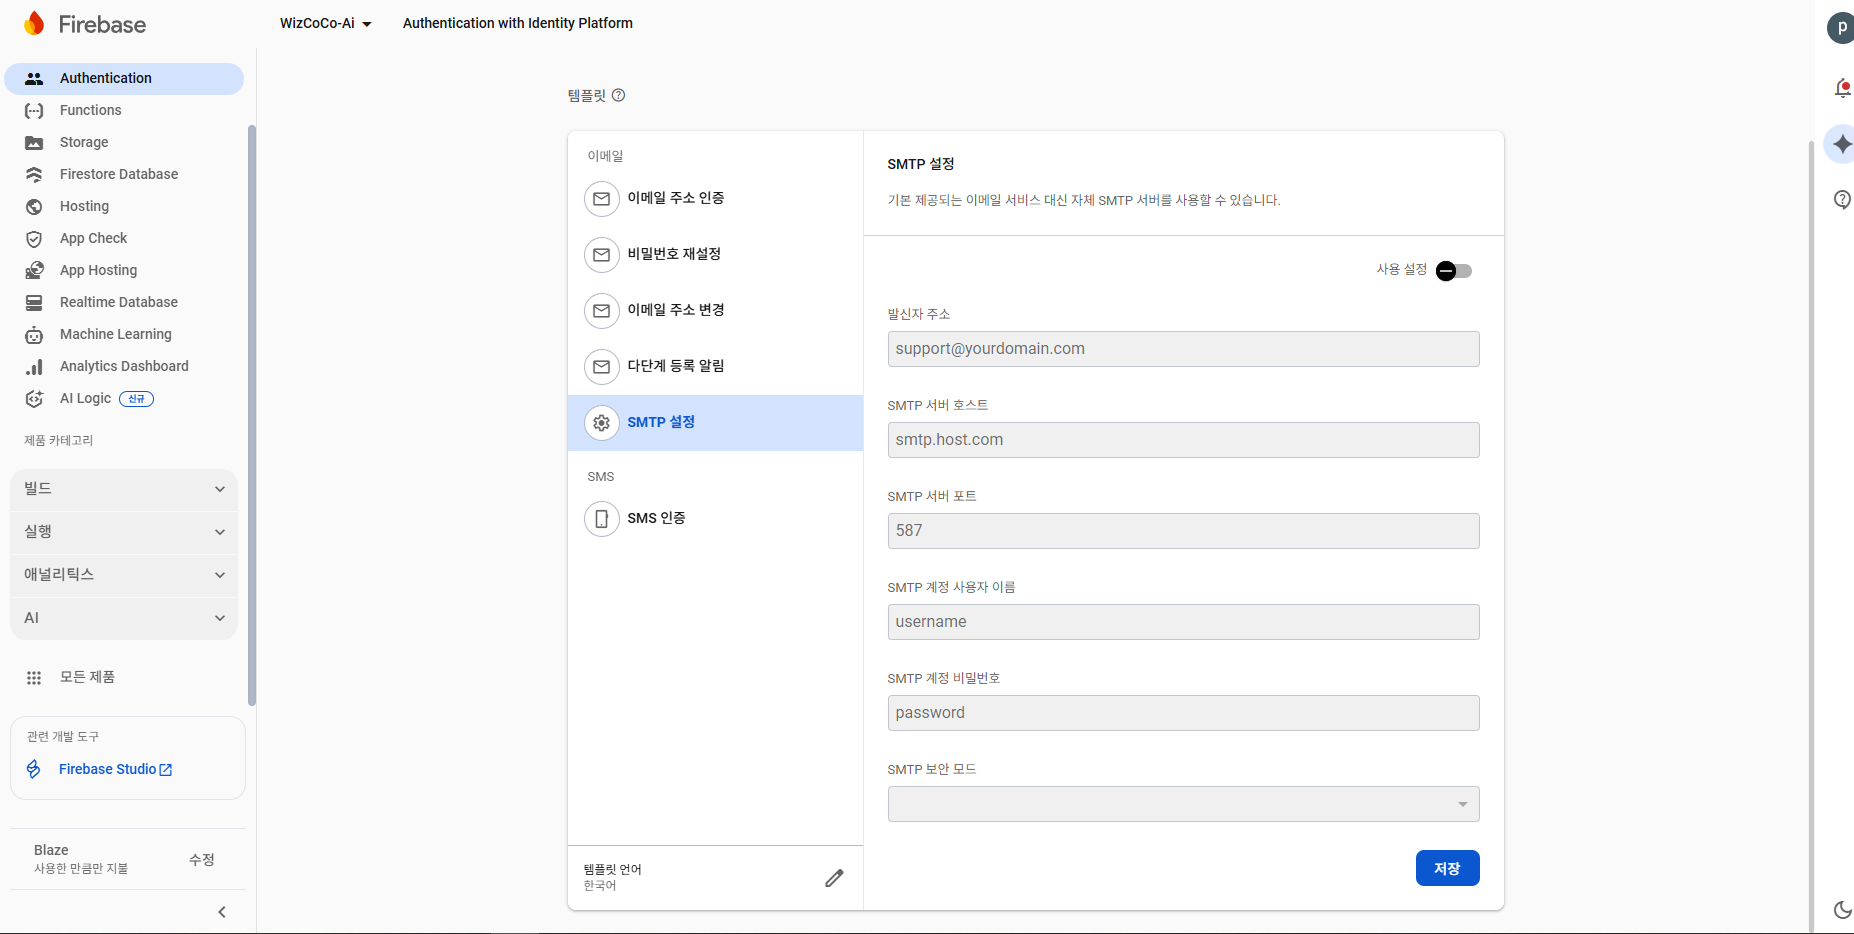 Firebase
WizCoCo-Ai
Authentication with Identity Platform
p
Authentication
Functions
Storage
Firestore Database
Hosting
App Check
App Hosting
Realtime Database
Machine Learning
Analytics Dashboard
AI Logic 신규
제품 카테고리
빌드
실행
애널리틱스
AI
모든 제품
관련 개발 도구
Firebase Studio
Blaze
사용한 만큼만 지불
수정
템플릿
이메일
이메일 주소 인증
비밀번호 재설정
이메일 주소 변경
다단계 등록 알림
SMTP 설정
SMS
SMS 인증
템플릿 언어
한국어
SMTP 설정
기본 제공되는 이메일 서비스 대신 자체 SMTP 서버를 사용할 수 있습니다.
사용 설정
발신자 주소
support@yourdomain.com
SMTP 서버 호스트
smtp.host.com
SMTP 서버 포트
587
SMTP 계정 사용자 이름
username
SMTP 계정 비밀번호
password
SMTP 보안 모드
저장